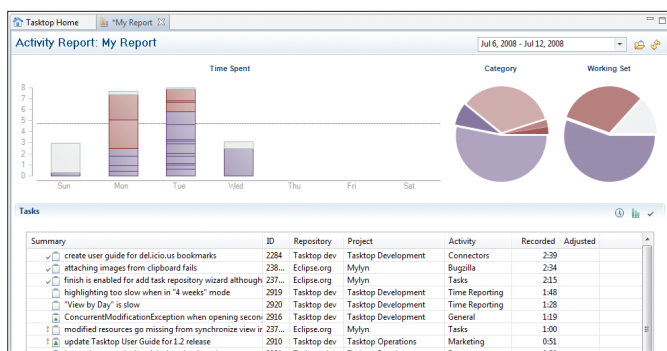 Tasktop Home
*My Report
Activity Report: My Report
Jul 6, 2008 - Jul 12, 2008
Time Spent
Category
Working Set
8
7
6
5
4
3
2
1
0
Sun Mon Tue Wed Thu Fri Sat
Tasks
Summary ID Repository Project Activity Recorded Adjusted
create user guide for del.icio.us bookmarks 2284 Tasktop dev Tasktop Development Connectors 2:39
attaching images from clipboard fails 238... Eclipse.org Mylyn Bugzilla 2:34
finish is enabled for add task repository wizard although 237... Eclipse.org Mylyn Tasks 2:15
highlighting too slow when in "4 weeks" mode 2919 Tasktop dev Tasktop Development Time Reporting 1:48
"View by Day" is slow 2920 Tasktop dev Tasktop Development Time Reporting 1:28
ConcurrentModificationException when opening second 2916 Tasktop dev Tasktop Development General 1:19
modified resources go missing from synchronize view in 237... Eclipse.org Mylyn Tasks 1:00
update Tasktop User Guide for 1.2 release 2910 Tasktop dev Tasktop Operations Marketing 0:51